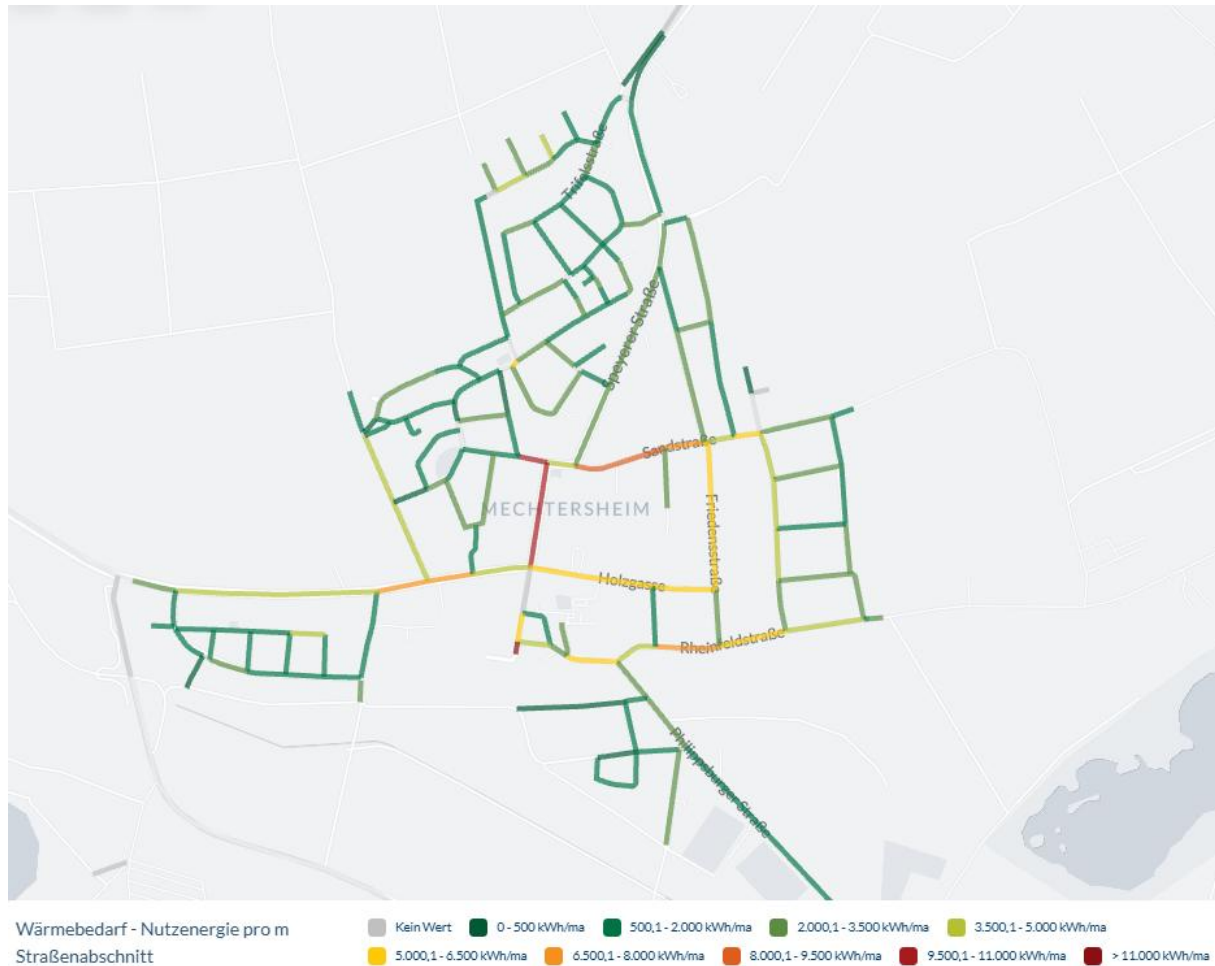 Trifelsstraße
Speyerer Straße
Sandstraße
MECHTERSHEIM
Friedensstraße
Holzgasse
Rheinfeldstraße
Philippsburger Straße
Wärmebedarf - Nutzenergie pro m
Straßenabschnitt
Kein Wert 0 - 500 kWh/ma 500,1 - 2.000 kWh/ma 2.000,1 - 3.500 kWh/ma 3.500,1 - 5.000 kWh/ma
5.000,1 - 6.500 kWh/ma 6.500,1 - 8.000 kWh/ma 8.000,1 - 9.500 kWh/ma 9.500,1 - 11.000 kWh/ma > 11.000 kWh/ma